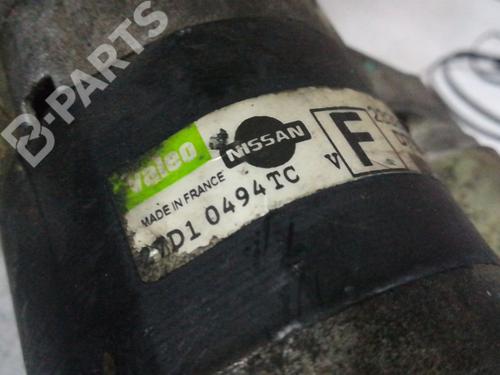 B-PARTS
Valeo
NISSAN
MADE IN FRANCE
V F
D1 0494TC